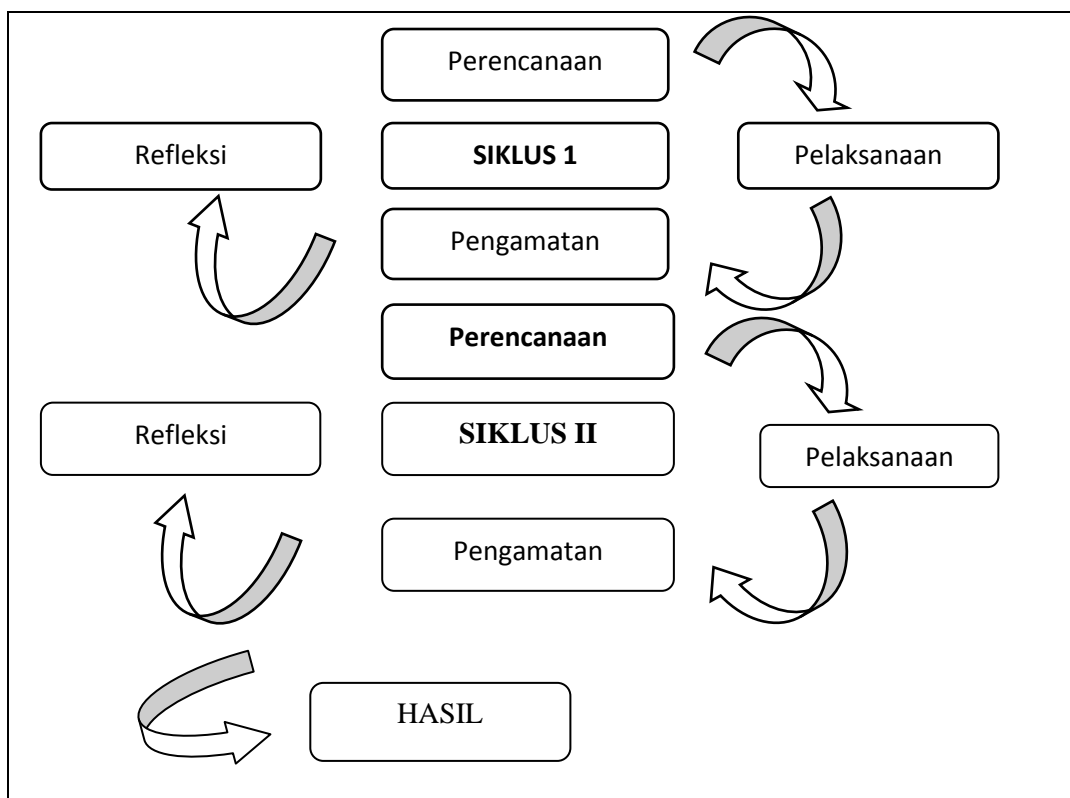 Perencanaan
Refleksi
SIKLUS 1
Pelaksanaan
Pengamatan
Perencanaan
Refleksi
SIKLUS II
Pelaksanaan
Pengamatan
HASIL